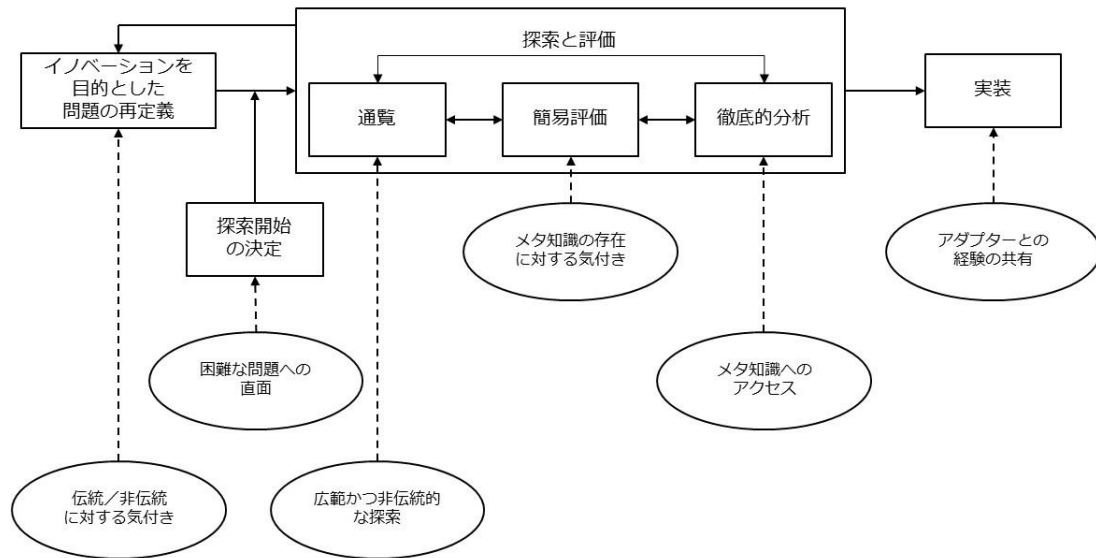 探索と評価
イノベーションを
目的とした
問題の再定義
通覧
簡易評価
徹底的分析
実装
探索開始
の決定
メタ知識の存在
に対する気付き
アダプターとの
経験の共有
困難な問題への
直面
メタ知識への
アクセス
伝統／非伝統
に対する気付き
広範かつ非伝統的
な探索